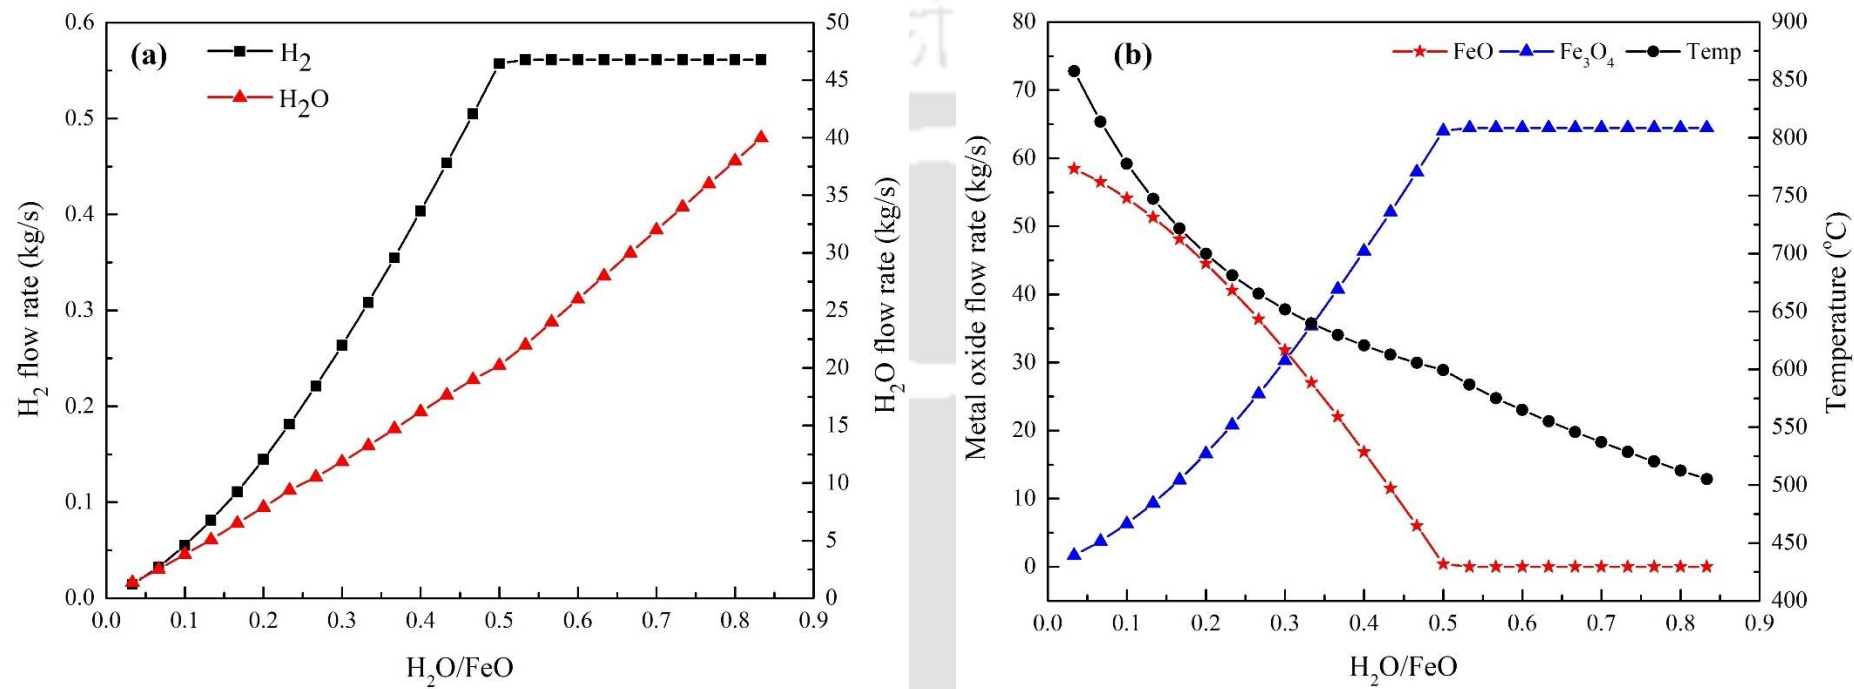 (a)
H₂
H₂O
H₂ flow rate (kg/s)
0.6
0.5
0.4
0.3
0.2
0.1
0.0
0.0 0.1 0.2 0.3 0.4 0.5 0.6 0.7 0.8 0.9
H₂O/FeO
50
45
40
35
30
25
20
15
10
5
0
H₂O flow rate (kg/s)
(b)
FeO Fe₃O₄ Temp
Metal oxide flow rate (kg/s)
80
70
60
50
40
30
20
10
0
0.0 0.1 0.2 0.3 0.4 0.5 0.6 0.7 0.8 0.9
H₂O/FeO
900
850
800
750
700
650
600
550
500
450
400
Temperature (°C)